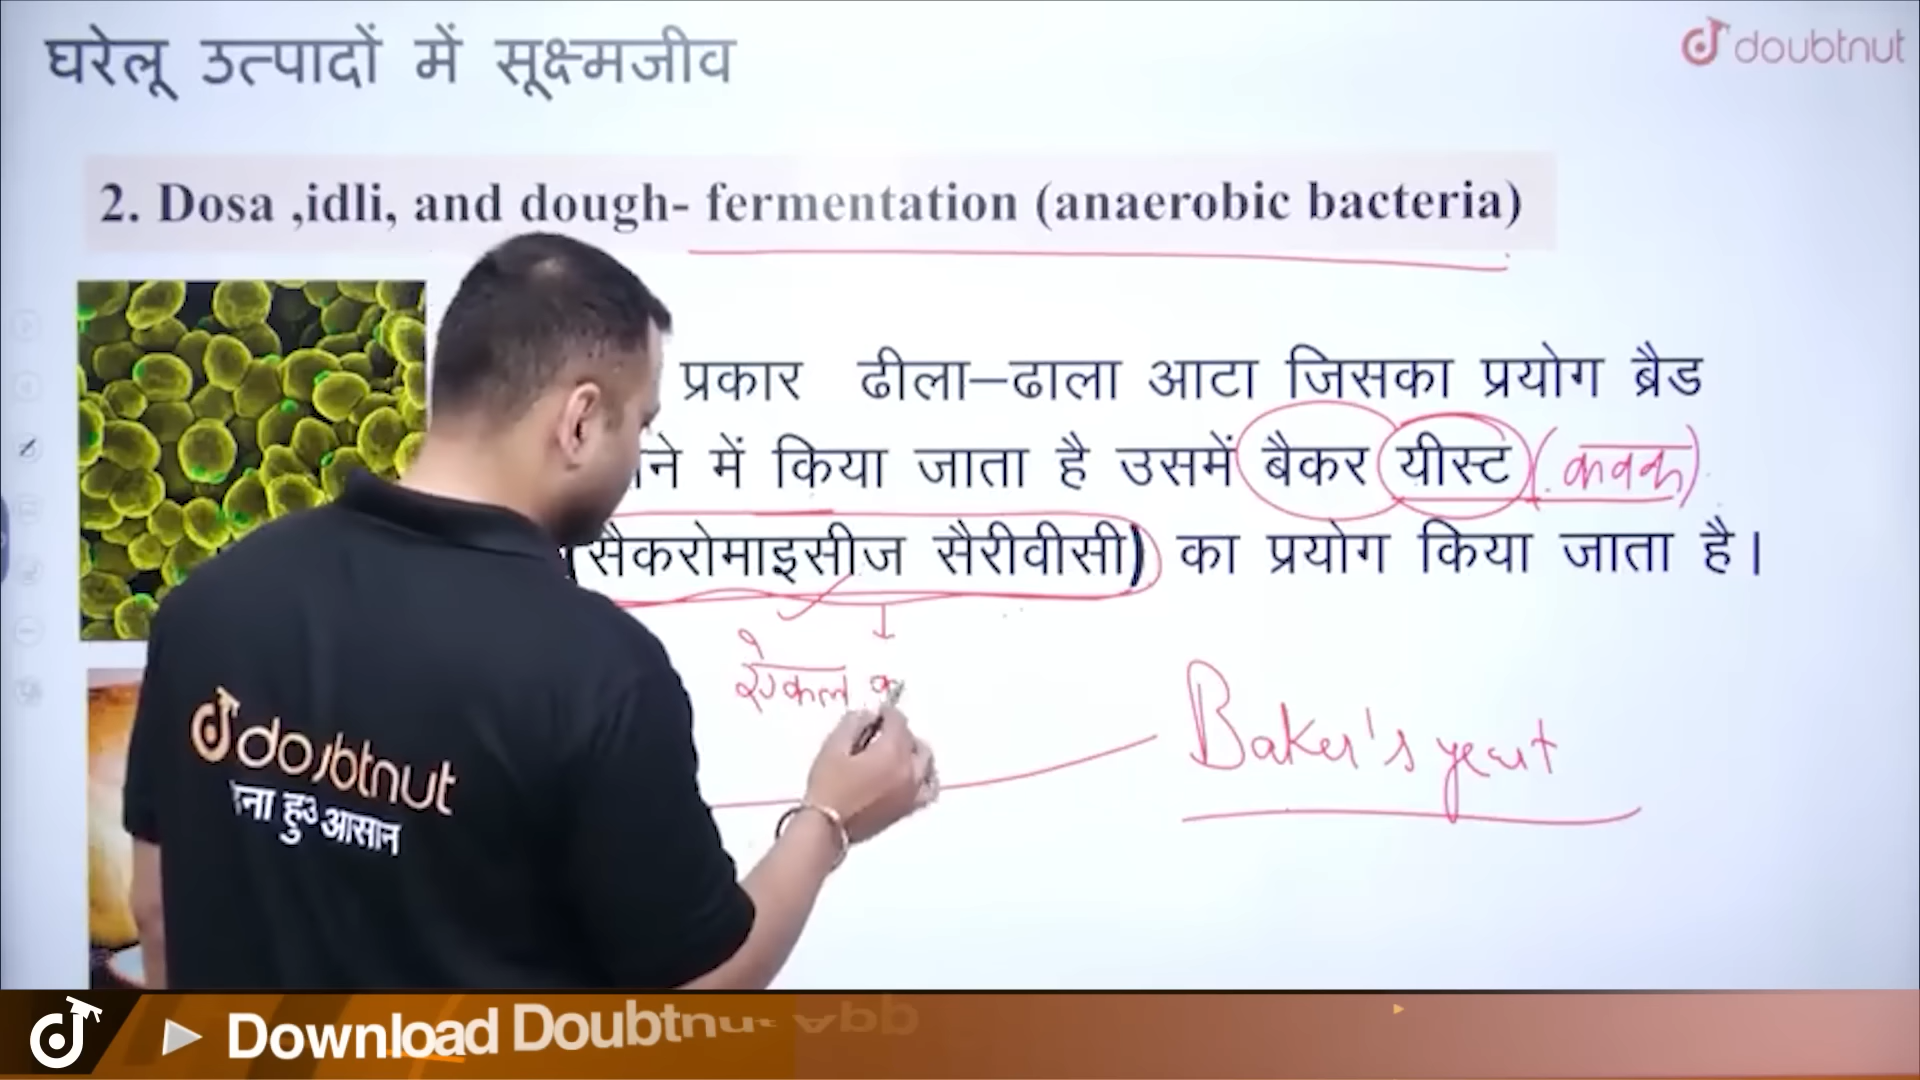 घरेलू उत्पादों में सूक्ष्मजीव
doubtnut
2. Dosa ,idli, and dough- fermentation (anaerobic bacteria)
प्रकार ढीला–ढाला आटा जिसका प्रयोग ब्रैड
ने में किया जाता है उसमें बैकर यीस्ट (कवक)
(सैकरोमाइसीज सैरीवीसी) का प्रयोग किया जाता है।
Baker's yeast
doubtnut
ना हुआ आसान
Download Doubtnut